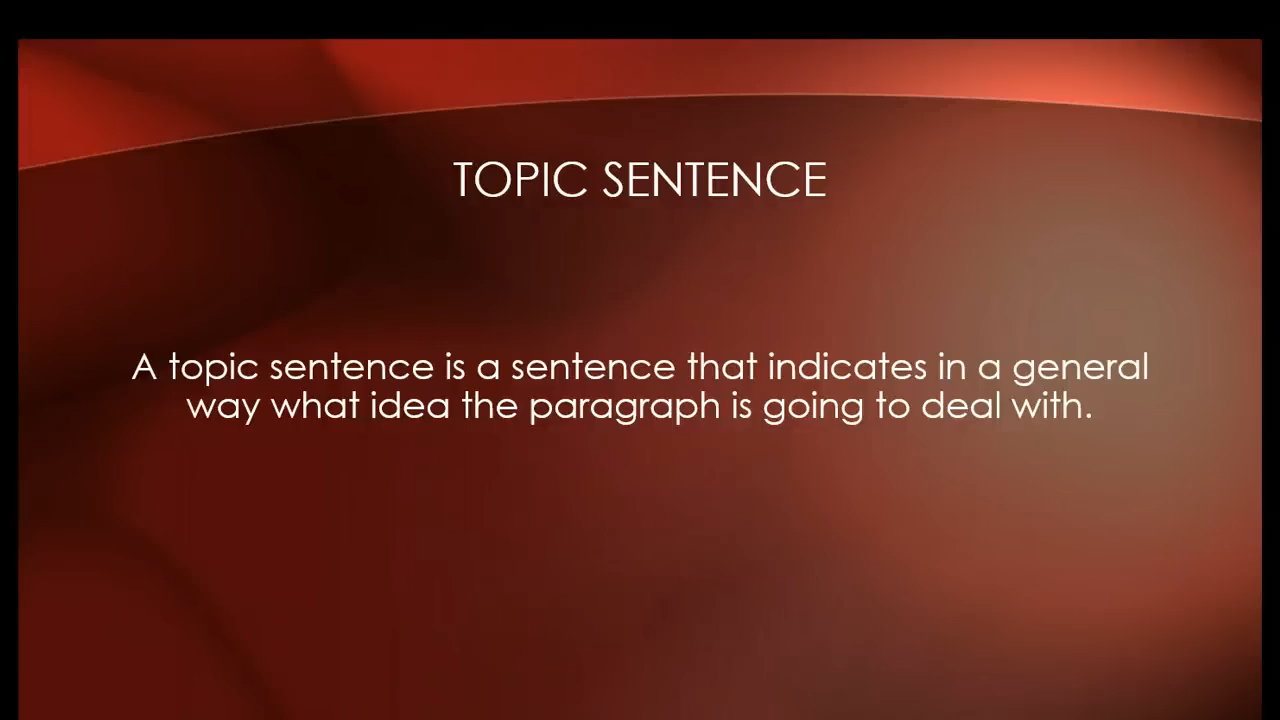 TOPIC SENTENCE
A topic sentence is a sentence that indicates in a general
way what idea the paragraph is going to deal with.